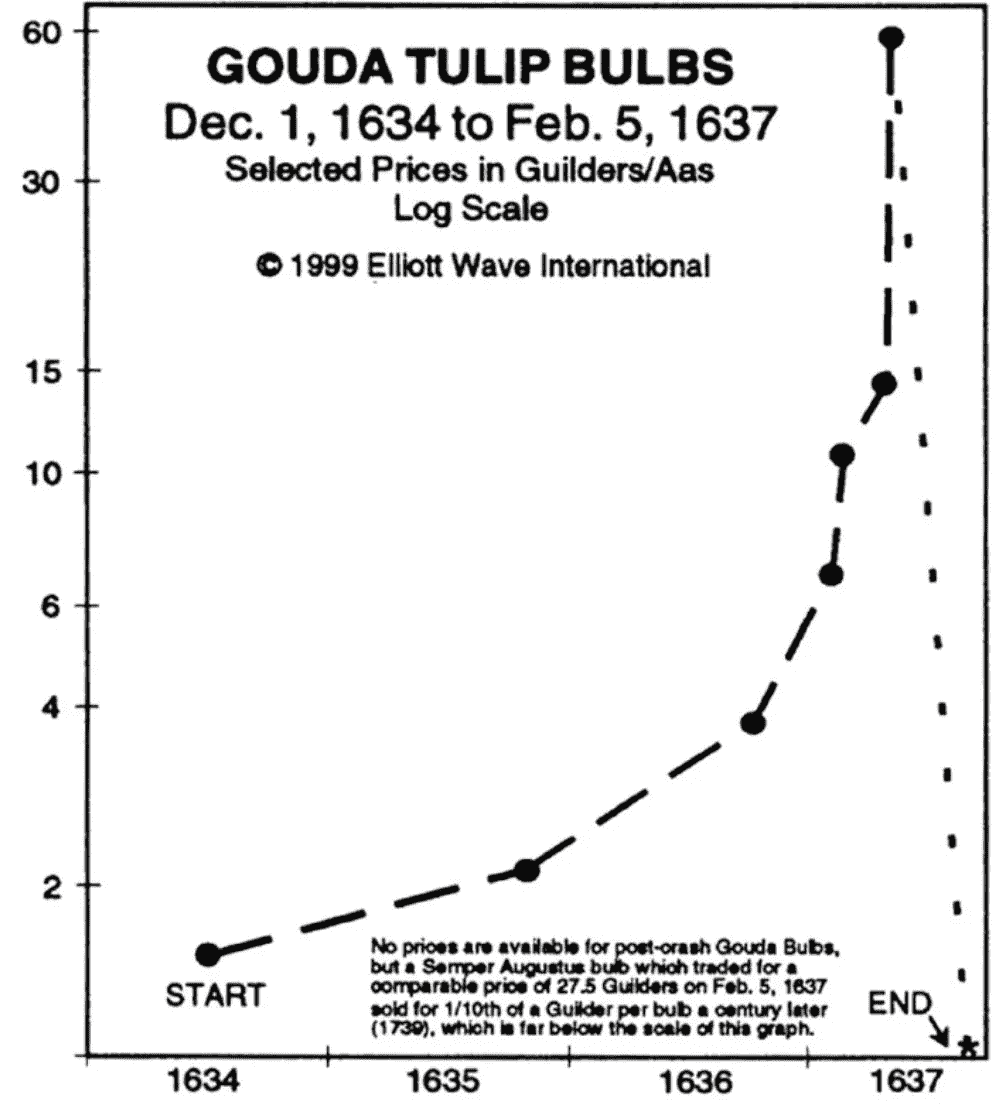 60
GOUDA TULIP BULBS
Dec. 1, 1634 to Feb. 5, 1637
Selected Prices in Guilders/Aas
30
Log Scale
© 1999 Elliott Wave International
15
10
6
4
2
No prices are available for post-crash Gouda Bulbs,
but a Semper Augustus bulb which traded for a
comparable price of 27.5 Guilders on Feb. 5, 1637
sold for 1/10th of a Guilder per bulb a century later
(1739), which is far below the scale of this graph.
START
END
*
1634 1635 1636 1637